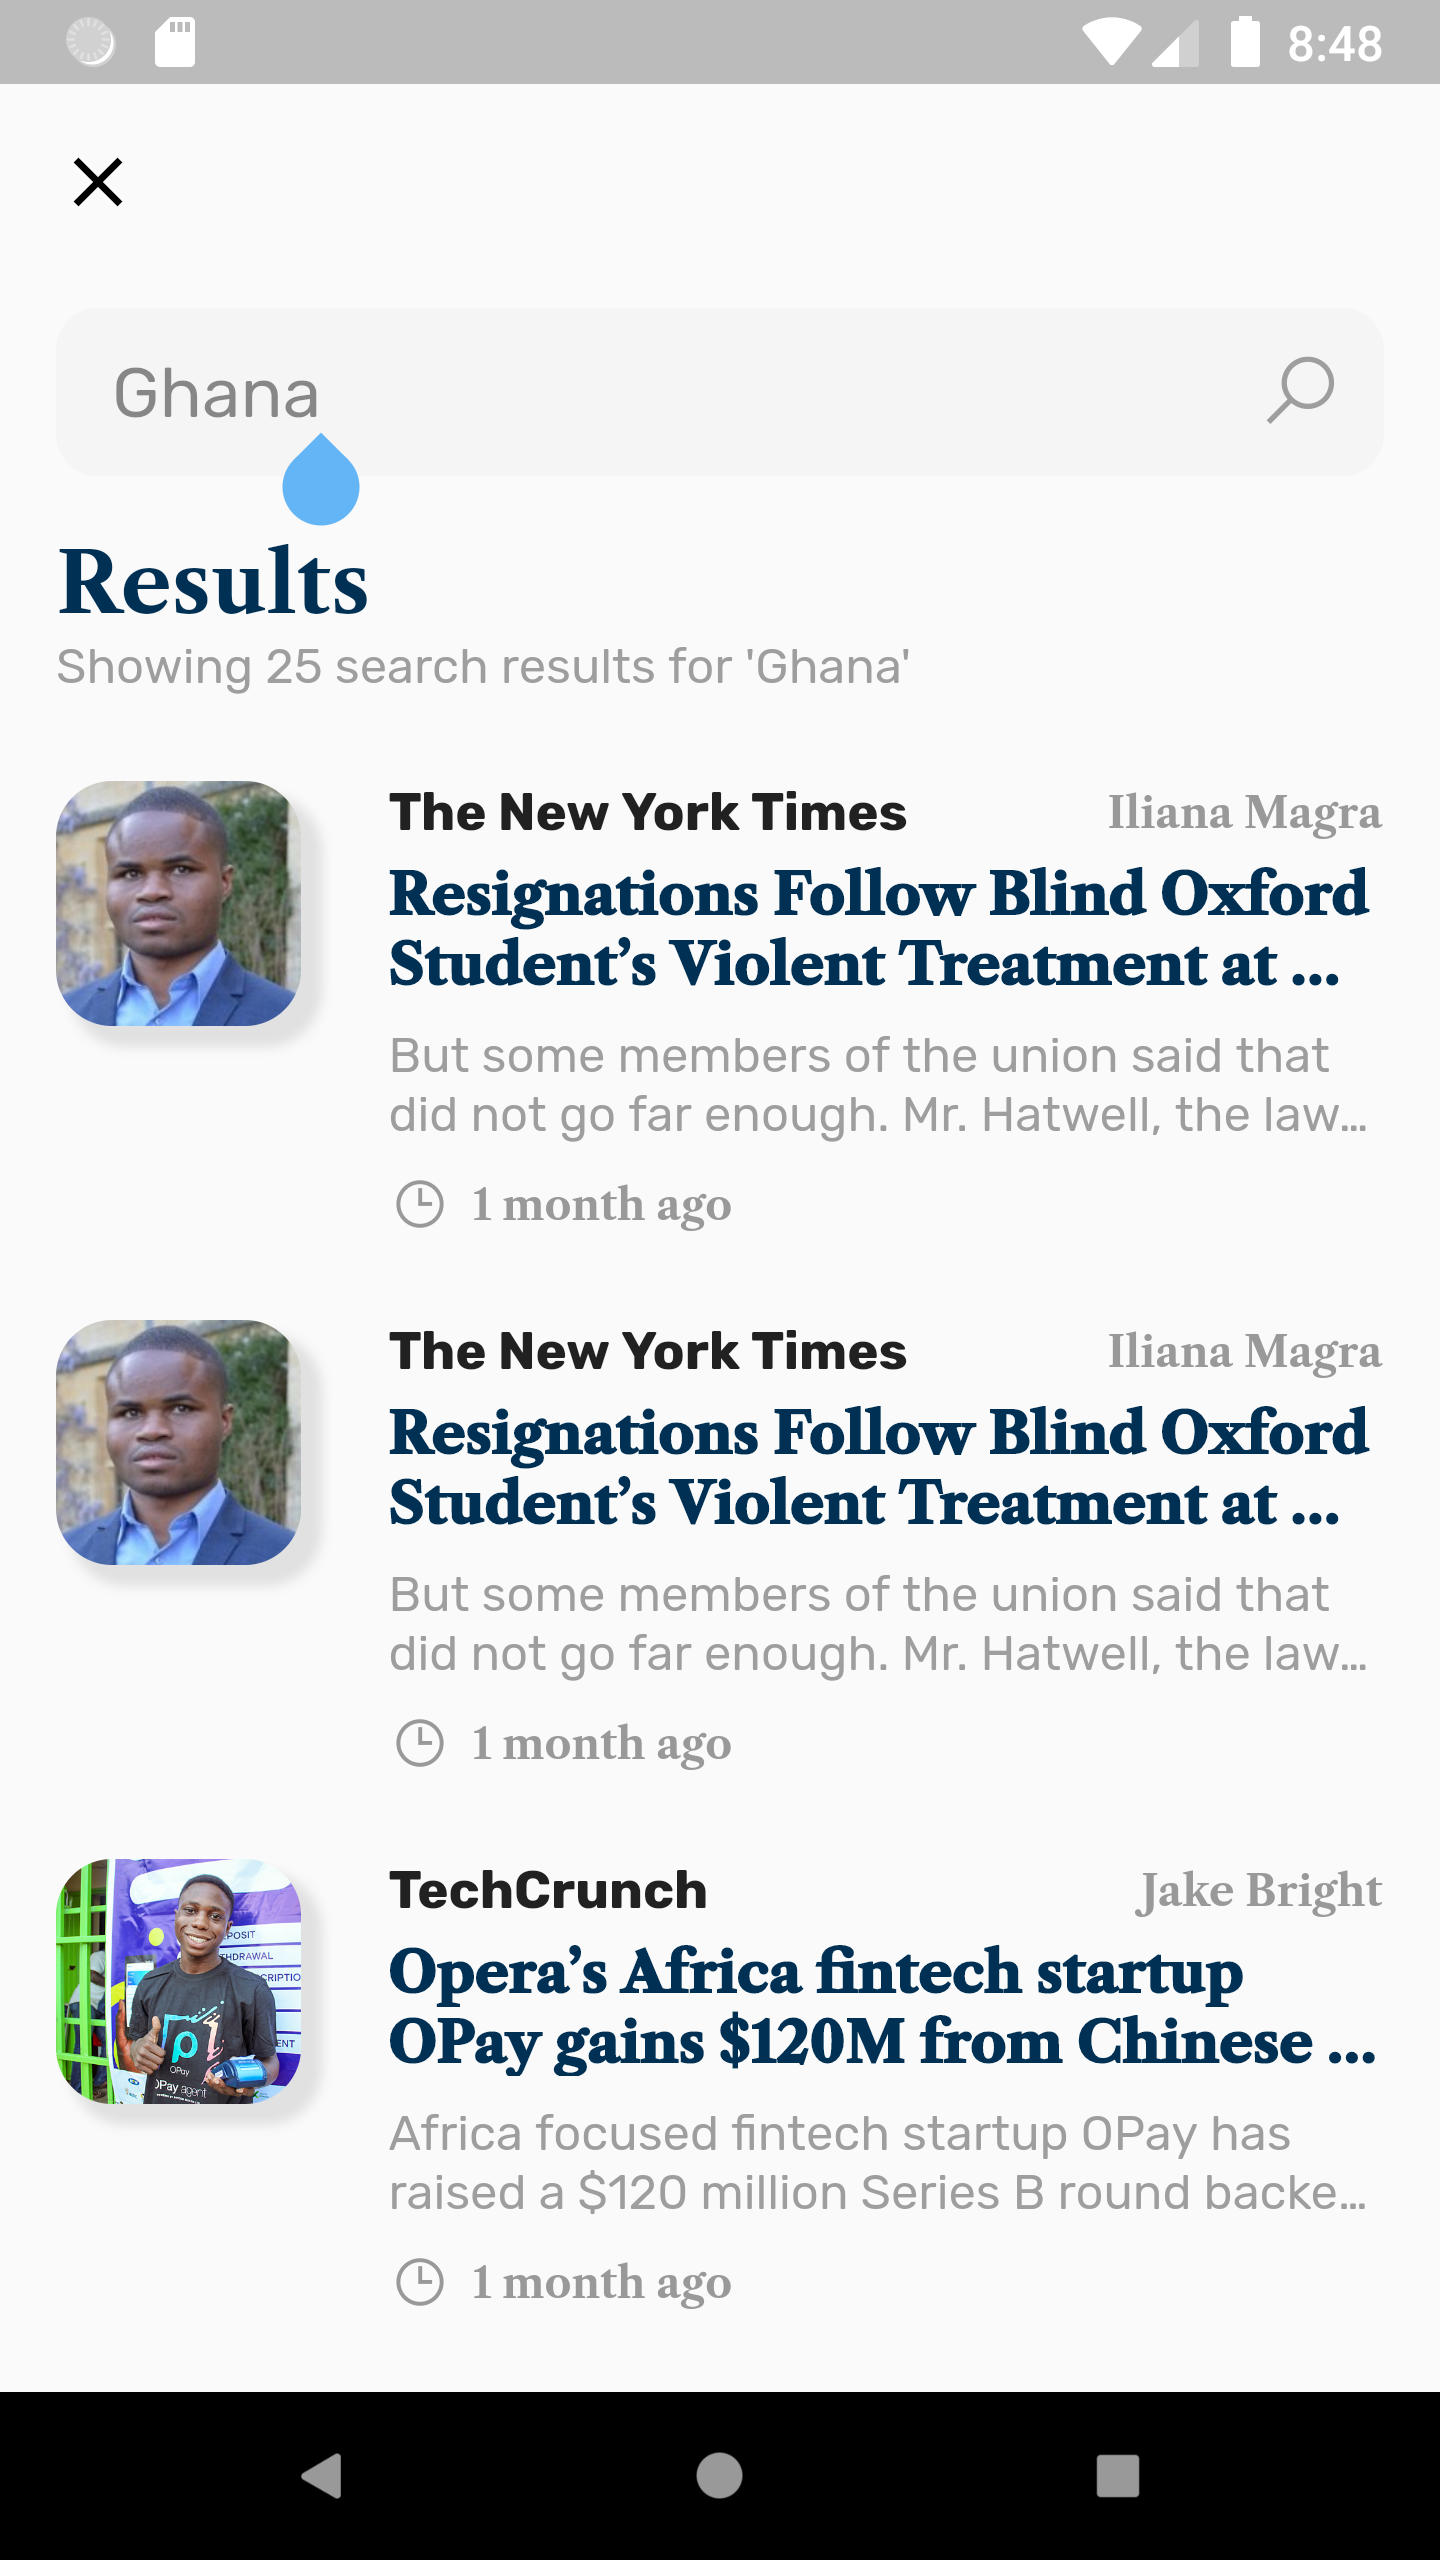 8:48
Ghana
Results
Showing 25 search results for 'Ghana'
The New York Times
Iliana Magra
Resignations Follow Blind Oxford
Student’s Violent Treatment at ...
But some members of the union said that
did not go far enough. Mr. Hatwell, the law...
1 month ago
The New York Times
Iliana Magra
Resignations Follow Blind Oxford
Student’s Violent Treatment at ...
But some members of the union said that
did not go far enough. Mr. Hatwell, the law...
1 month ago
EPOSIT
THDRAWAL
CRIPTIO
ENT
OPay
OPay agent
TechCrunch
Jake Bright
Opera’s Africa fintech startup
OPay gains $120M from Chinese ...
Africa focused fintech startup OPay has
raised a $120 million Series B round backe...
1 month ago